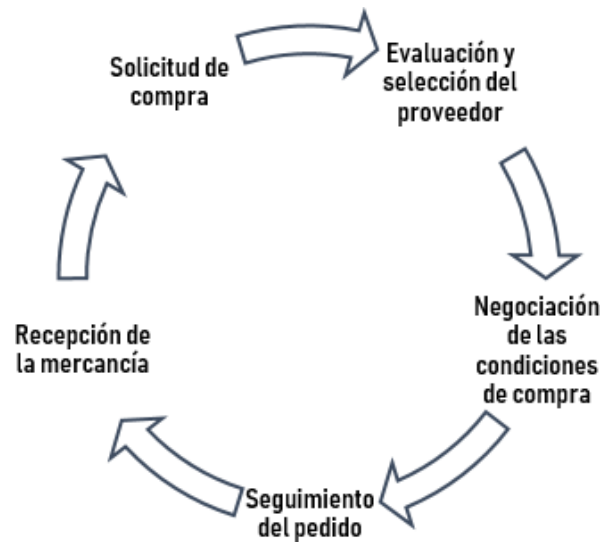 Solicitud de
compra
Evaluación y
selección del
proveedor
Negociación
de las
condiciones
de compra
Seguimiento
del pedido
Recepción de
la mercancía